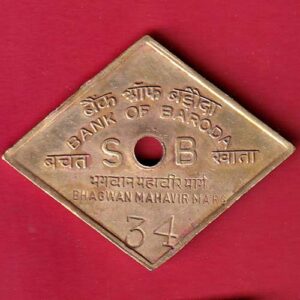 बैंक ऑफ बड़ौदा
BANK OF BARODA
बचत S B खाता
भगवान महावीर मार्ग
BHAGWAN MAHAVIR MARG
34